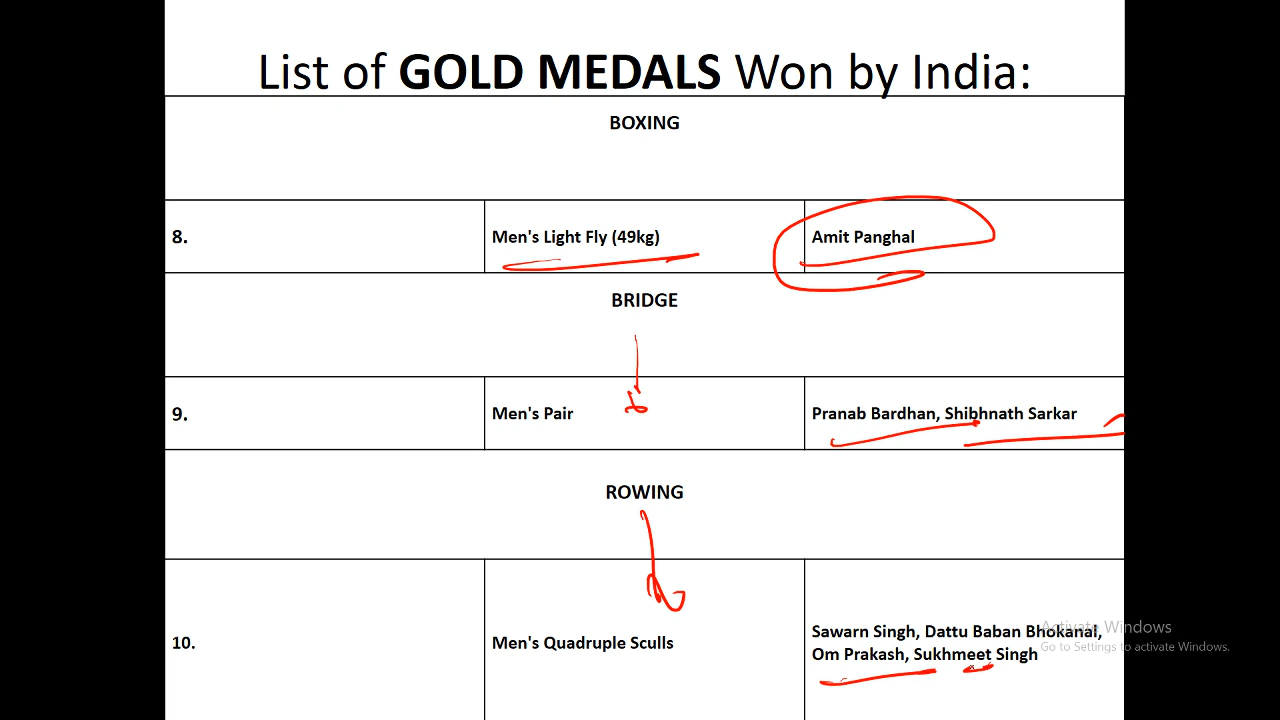 List of GOLD MEDALS Won by India:
BOXING
8. Men's Light Fly (49kg) Amit Panghal
BRIDGE
9. Men's Pair Pranab Bardhan, Shibhnath Sarkar
ROWING
10. Men's Quadruple Sculls Sawarn Singh, Dattu Baban Bhokanal,
Om Prakash, Sukhmeet Singh
Activate Windows
Go to Settings to activate Windows.